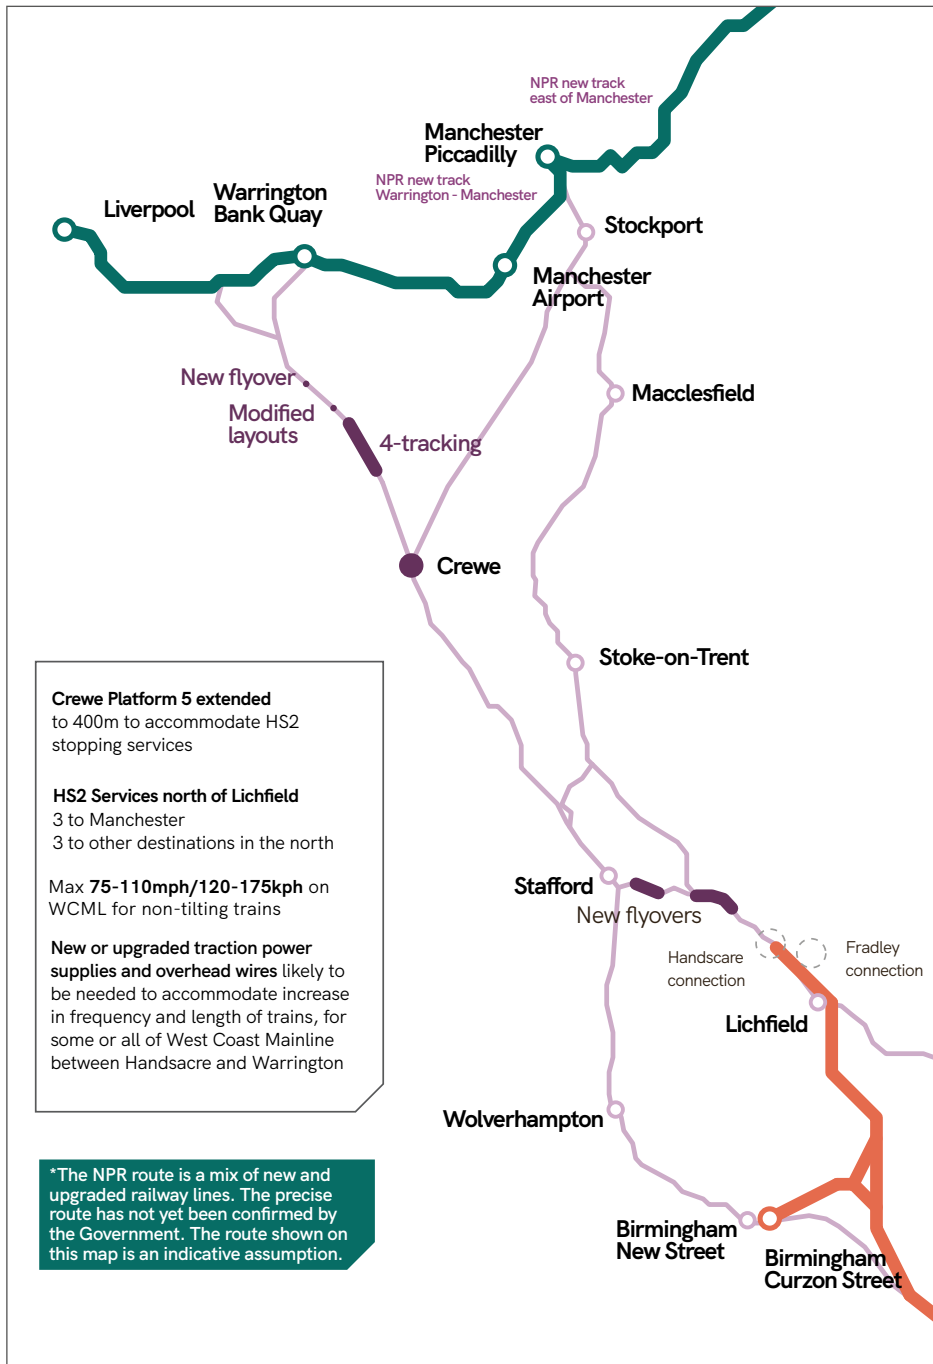 NPR new track
east of Manchester
Manchester
Piccadilly
NPR new track
Warrington - Manchester
Warrington
Bank Quay
Liverpool
Stockport
Manchester
Airport
New flyover
Macclesfield
Modified
layouts
4-tracking
Crewe
Stoke-on-Trent
Crewe Platform 5 extended
to 400m to accommodate HS2
stopping services
HS2 Services north of Lichfield
3 to Manchester
3 to other destinations in the north
Max 75-110mph/120-175kph on
WCML for non-tilting trains
New or upgraded traction power
supplies and overhead wires likely to
be needed to accommodate increase
in frequency and length of trains, for
some or all of West Coast Mainline
between Handsacre and Warrington
Stafford
New flyovers
Handscare
connection
Fradley
connection
Lichfield
Wolverhampton
*The NPR route is a mix of new and
upgraded railway lines. The precise
route has not yet been confirmed by
the Government. The route shown on
this map is an indicative assumption.
Birmingham
New Street
Birmingham
Curzon Street